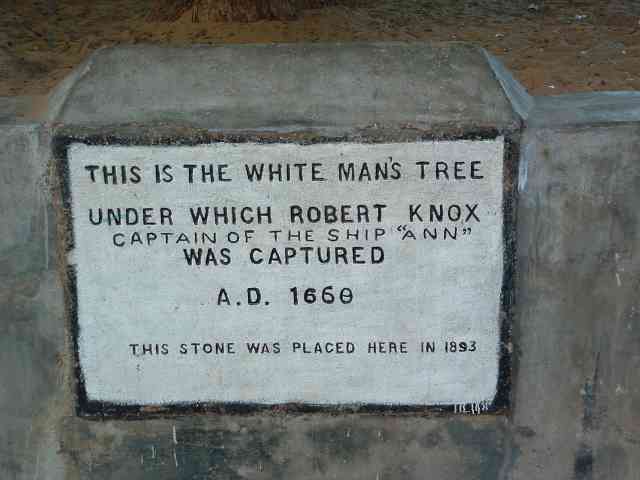 THIS IS THE WHITE MAN'S TREE
UNDER WHICH ROBERT KNOX
CAPTAIN OF THE SHIP "ANN"
WAS CAPTURED
A.D. 1660
THIS STONE WAS PLACED HERE IN 1893